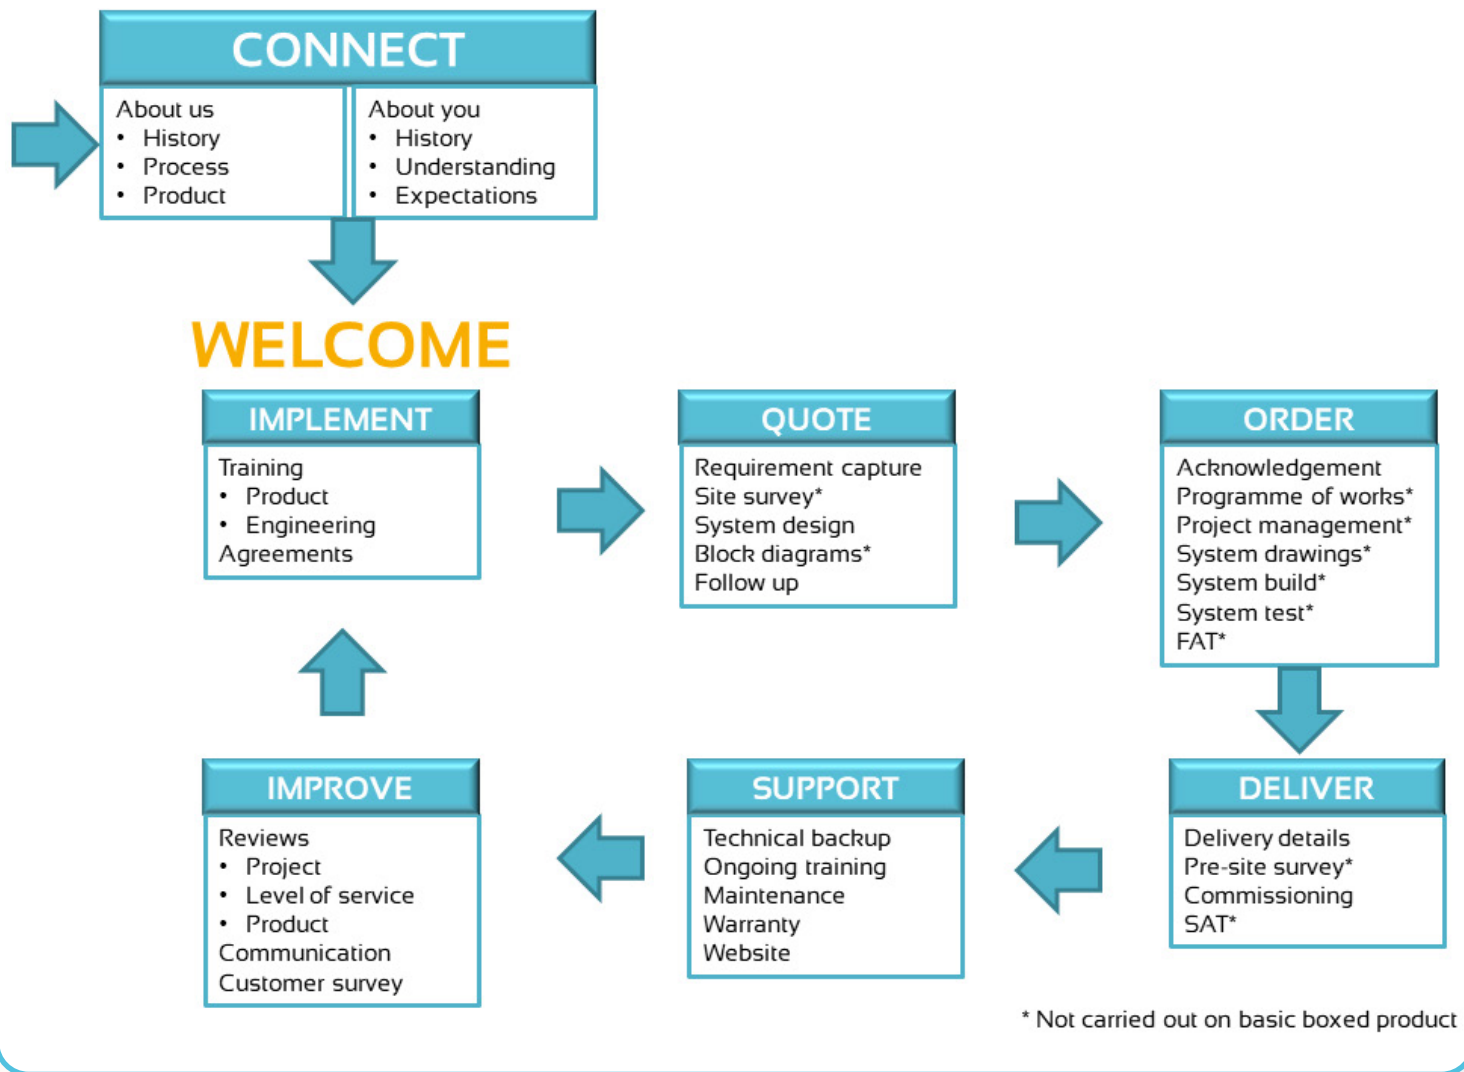 CONNECT
About us
• History
• Process
• Product
About you
• History
• Understanding
• Expectations
WELCOME
IMPLEMENT
Training
• Product
• Engineering
Agreements
QUOTE
Requirement capture
Site survey*
System design
Block diagrams*
Follow up
ORDER
Acknowledgement
Programme of works*
Project management*
System drawings*
System build*
System test*
FAT*
IMPROVE
Reviews
• Project
• Level of service
• Product
Communication
Customer survey
SUPPORT
Technical backup
Ongoing training
Maintenance
Warranty
Website
DELIVER
Delivery details
Pre-site survey*
Commissioning
SAT*
* Not carried out on basic boxed product